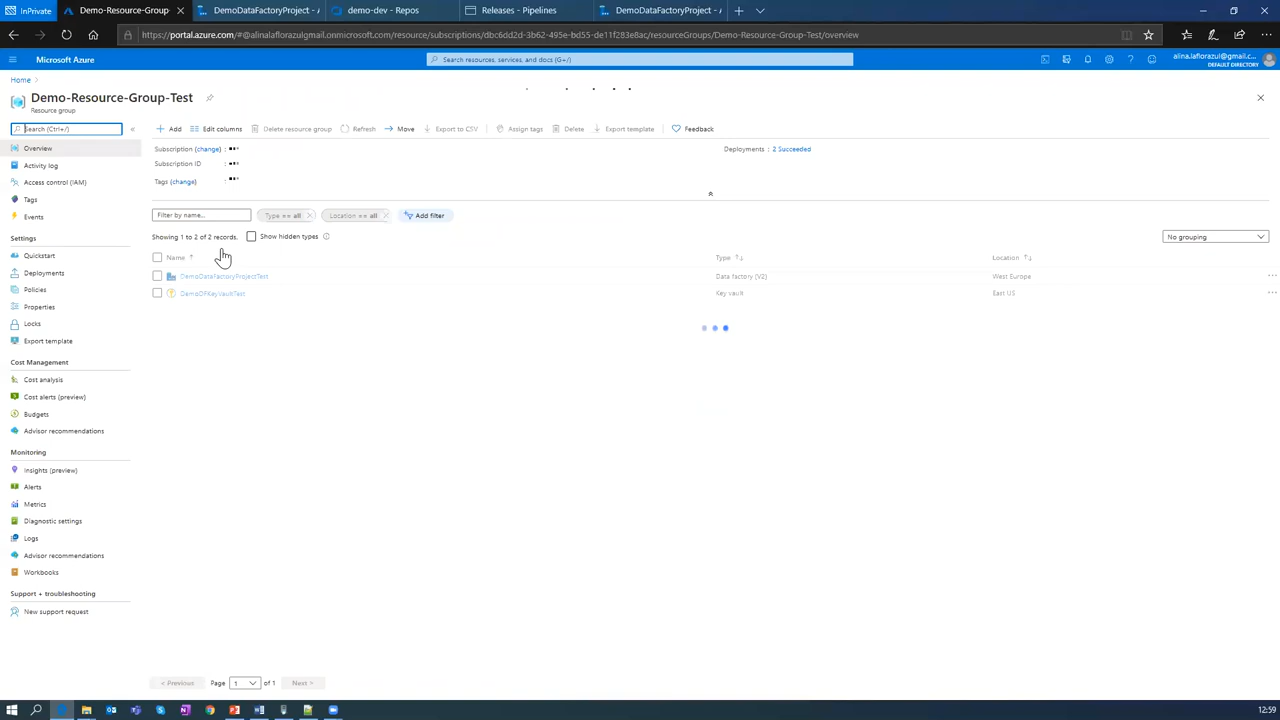 InPrivate
Demo-Resource-Group-Test -
DemoDataFactoryProject - A
demo-dev - Repos
Releases - Pipelines
DemoDataFactoryProject - A
https://portal.azure.com/#@alinalaflorazulgmail.onmicrosoft.com/resource/subscriptions/dbc6dd2d-3b62-495e-bd55-de11f283e8ac/resourceGroups/Demo-Resource-Group-Test/overview
Microsoft Azure
Search resources, services, and docs (G+/)
alina.laflorazul@gmail.c...
DEFAULT DIRECTORY
Home >
Demo-Resource-Group-Test
Resource group
Search (Ctrl+/)
«
Add
Edit columns
Delete resource group
Refresh
Move
Export to CSV
Assign tags
Delete
Export template
Feedback
Overview
Activity log
Access control (IAM)
Tags
Events
Settings
Quickstart
Deployments
Policies
Properties
Locks
Export template
Cost Management
Cost analysis
Cost alerts (preview)
Budgets
Advisor recommendations
Monitoring
Insights (preview)
Alerts
Metrics
Diagnostic settings
Logs
Advisor recommendations
Workbooks
Support + troubleshooting
New support request
Subscription (change) :
Deployments : 2 Succeeded
Subscription ID :
Tags (change) :
Filter by name...
Type == all
Location == all
Add filter
Showing 1 to 2 of 2 records.
Show hidden types
No grouping
Name ↑
Type ↑↓
Location ↑↓
DemoDataFactoryProjectTest
Data factory (V2)
West Europe
...
DemoDFKeyVaultTest
Key vault
East US
...
< Previous
Page
1
of 1
Next >
12:59